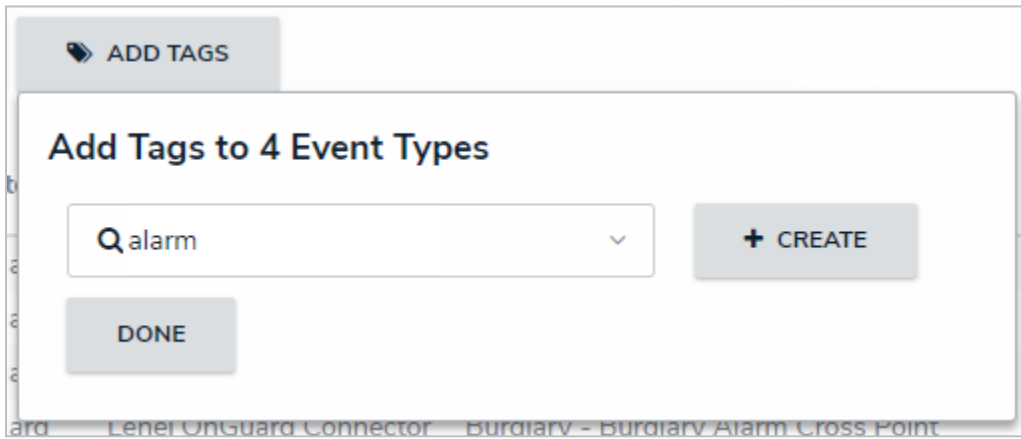 ADD TAGS
Add Tags to 4 Event Types
alarm
+ CREATE
DONE
ard Lenel OnGuard Connector Burglary - Burglary Alarm Cross Point